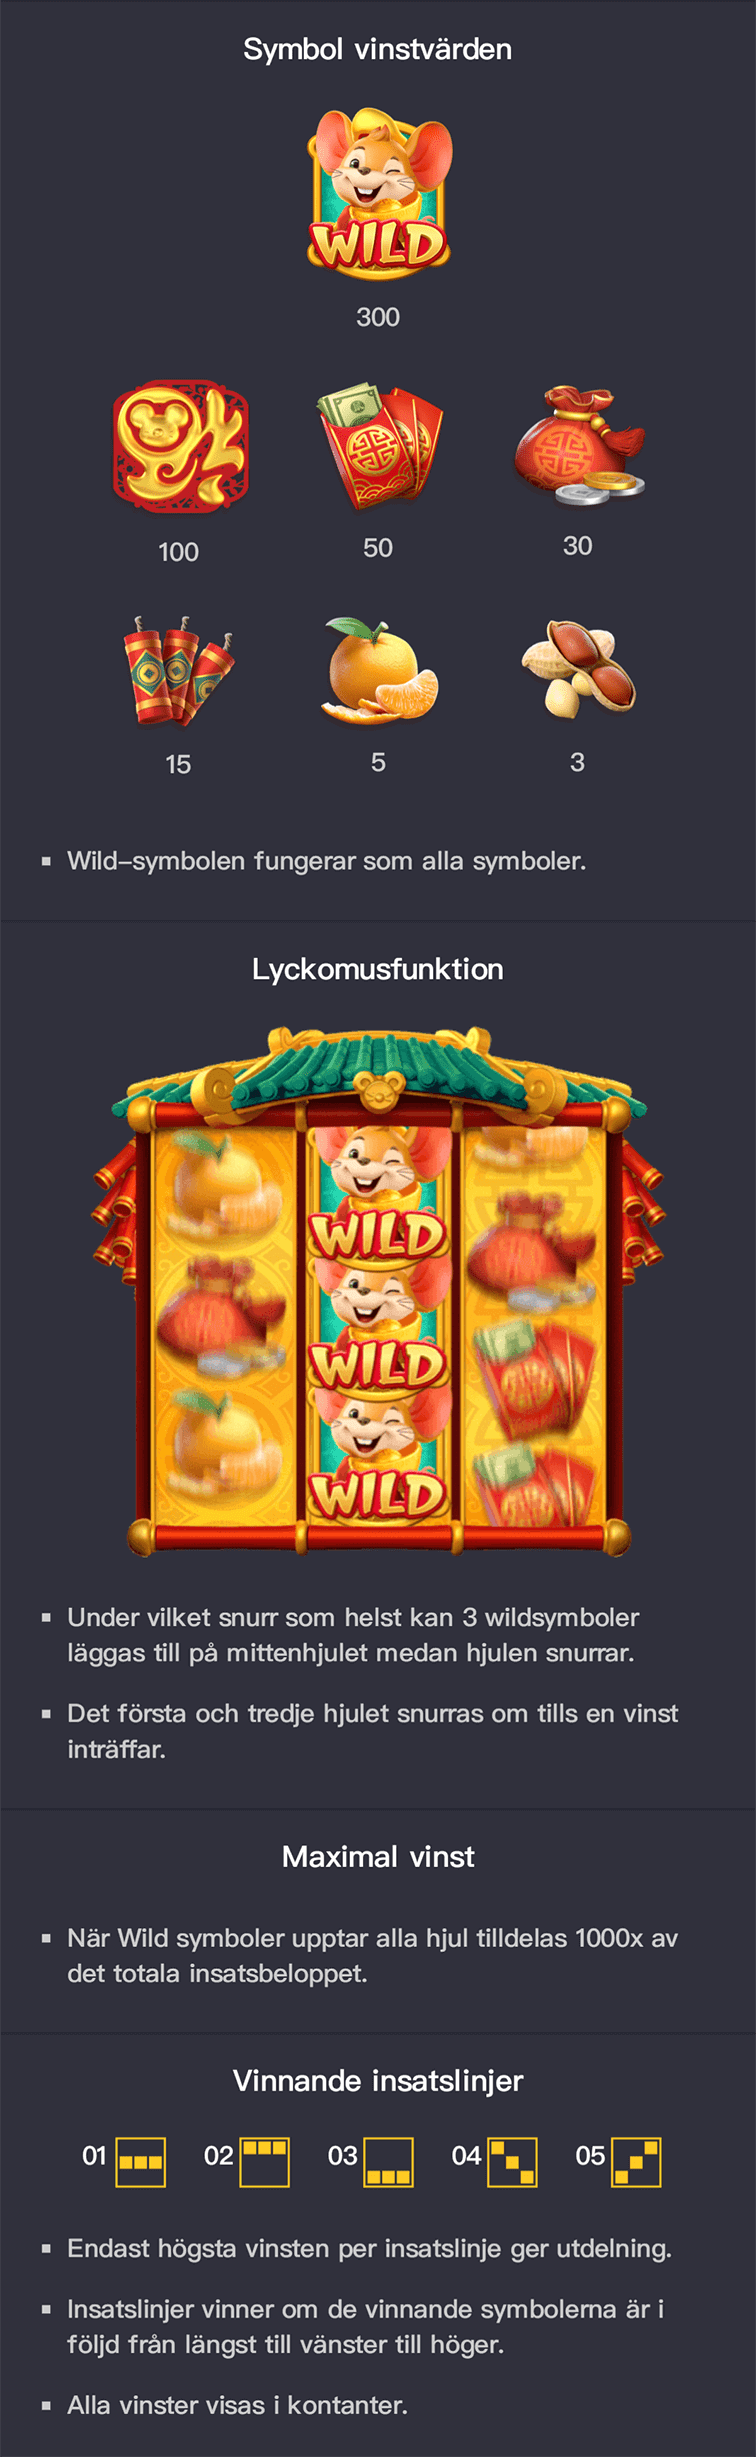 Symbol vinstvärden
WILD
300
100
50
30
15
5
3
▪ Wild–symbolen fungerar som alla symboler.
Lyckomusfunktion
WILD
WILD
WILD
▪ Under vilket snurr som helst kan 3 wildsymboler
läggas till på mittenhjulet medan hjulen snurrar.
▪ Det första och tredje hjulet snurras om tills en vinst
inträffar.
Maximal vinst
▪ När Wild symboler upptar alla hjul tilldelas 1000x av
det totala insatsbeloppet.
Vinnande insatslinjer
01 02 03 04 05
▪ Endast högsta vinsten per insatslinje ger utdelning.
▪ Insatslinjer vinner om de vinnande symbolerna är i
följd från längst till vänster till höger.
▪ Alla vinster visas i kontanter.